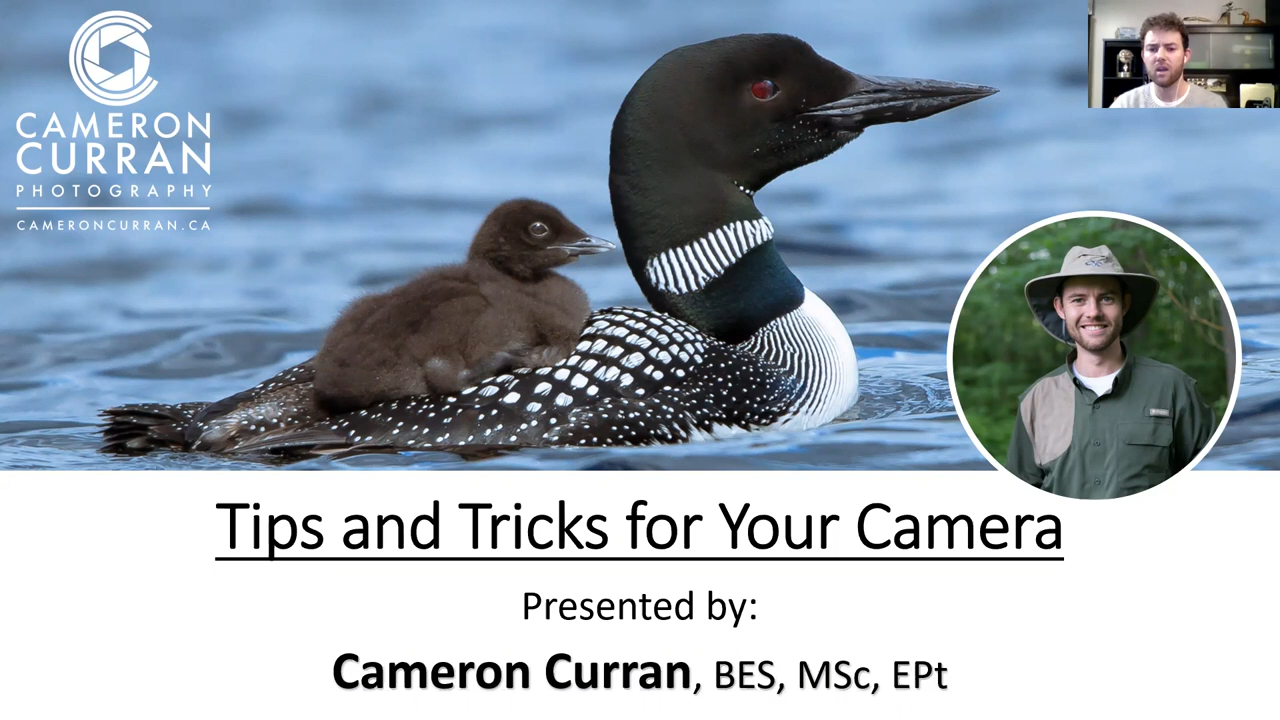 CAMERON
CURRAN
PHOTOGRAPHY
CAMERONCURRAN.CA
Tips and Tricks for Your Camera
Presented by:
Cameron Curran, BES, MSc, EPt